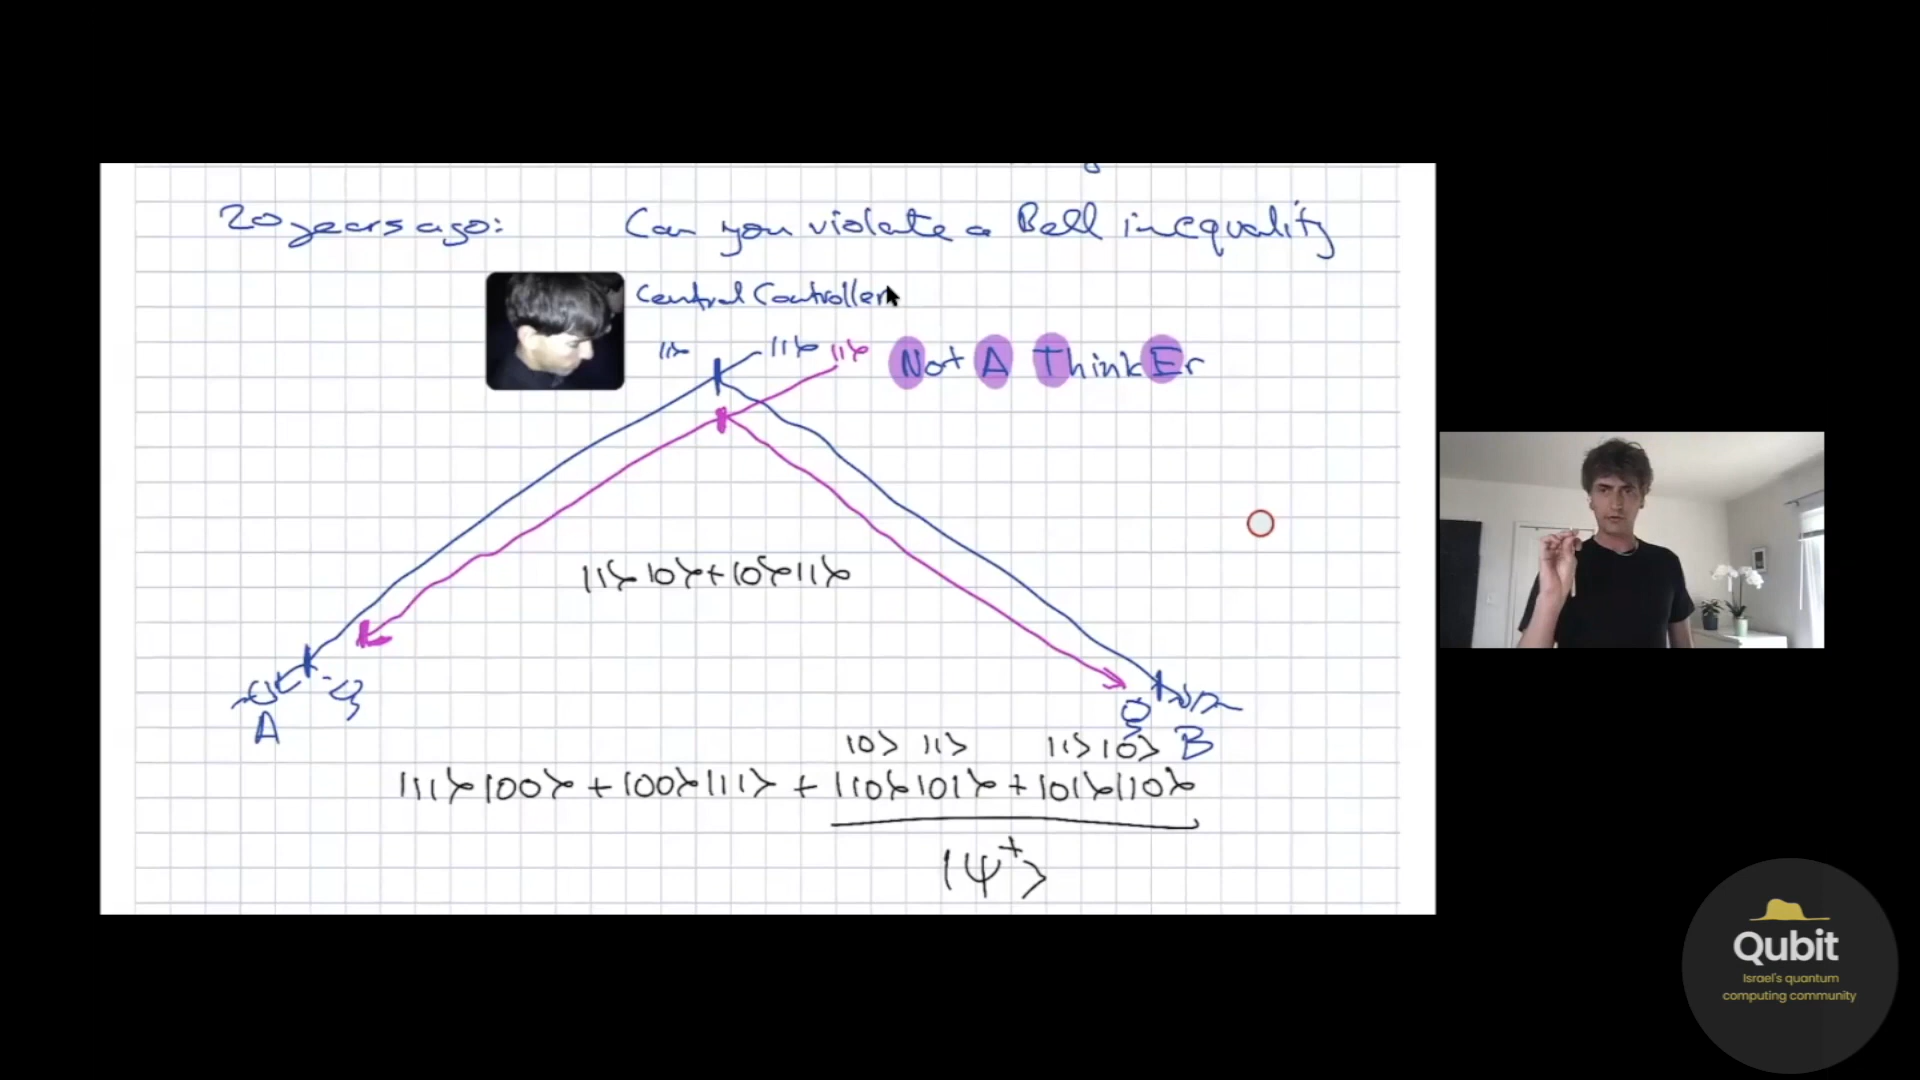 20 years ago: Can you violate a Bell inequality
Central Controller
|1> |1> |1> Not A ThinkEr
|1>|0>+|0>|1>
A
|0> |1> |1>|0> B
|11>|00> + |00>|11> + |10>|01> + |01>|10>
|ψ⁺>
Qubit
Israel's quantum
computing community